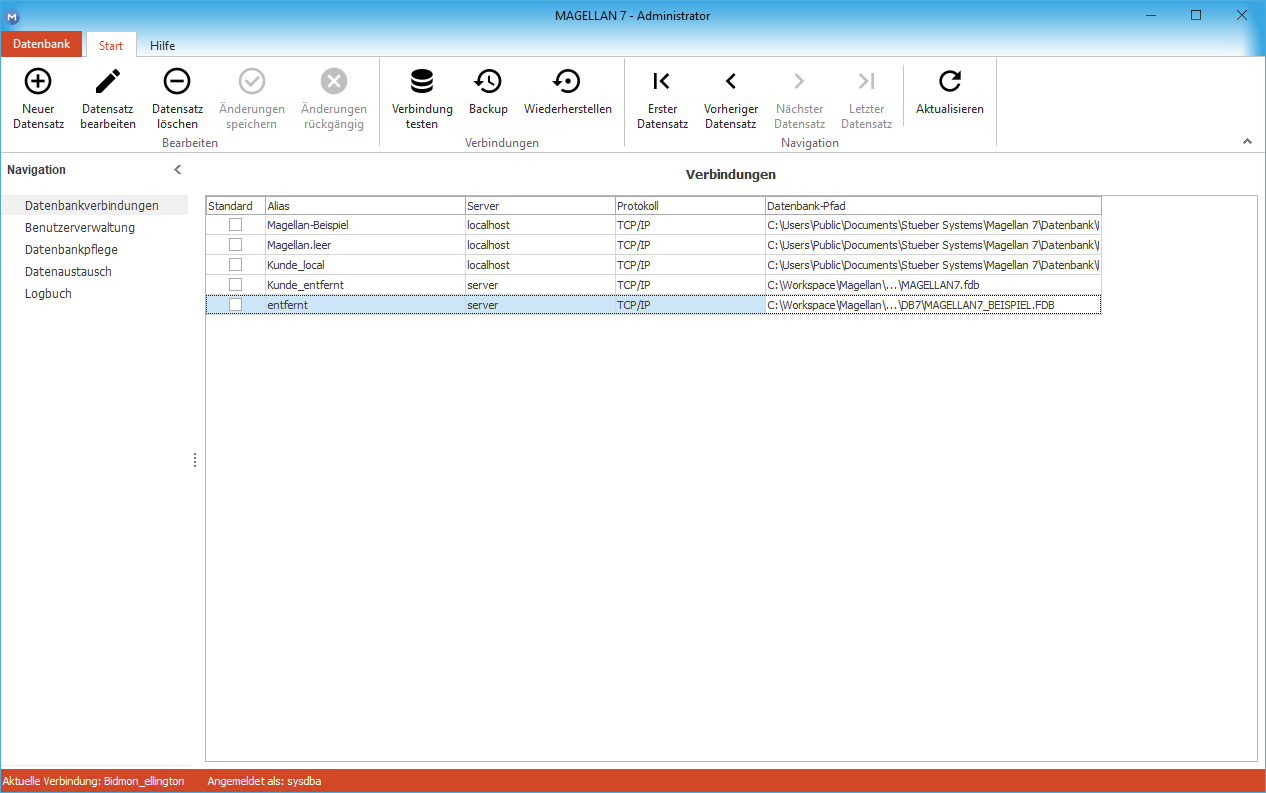 MAGELLAN 7 - Administrator
Datenbank Start Hilfe
Neuer Datensatz
Datensatz bearbeiten
Datensatz löschen
Änderungen speichern
Änderungen rückgängig
Bearbeiten
Verbindung testen
Backup
Wiederherstellen
Verbindungen
Erster Datensatz
Vorheriger Datensatz
Nächster Datensatz
Letzter Datensatz
Aktualisieren
Navigation
Navigation
Datenbankverbindungen
Benutzerverwaltung
Datenbankpflege
Datenaustausch
Logbuch
Verbindungen
Standard Alias Server Protokoll Datenbank-Pfad
Magellan-Beispiel localhost TCP/IP C:\Users\Public\Documents\Stueber Systems\Magellan 7\Datenbank\
Magellan.leer localhost TCP/IP C:\Users\Public\Documents\Stueber Systems\Magellan 7\Datenbank\
Kunde_local localhost TCP/IP C:\Users\Public\Documents\Stueber Systems\Magellan 7\Datenbank\
Kunde_entfernt server TCP/IP C:\Workspace\Magellan\...\MAGELLAN7.fdb
entfernt server TCP/IP C:\Workspace\Magellan\...\DB7\MAGELLAN7_BEISPIEL.FDB
Aktuelle Verbindung: Bidmon_ellington Angemeldet als: sysdba